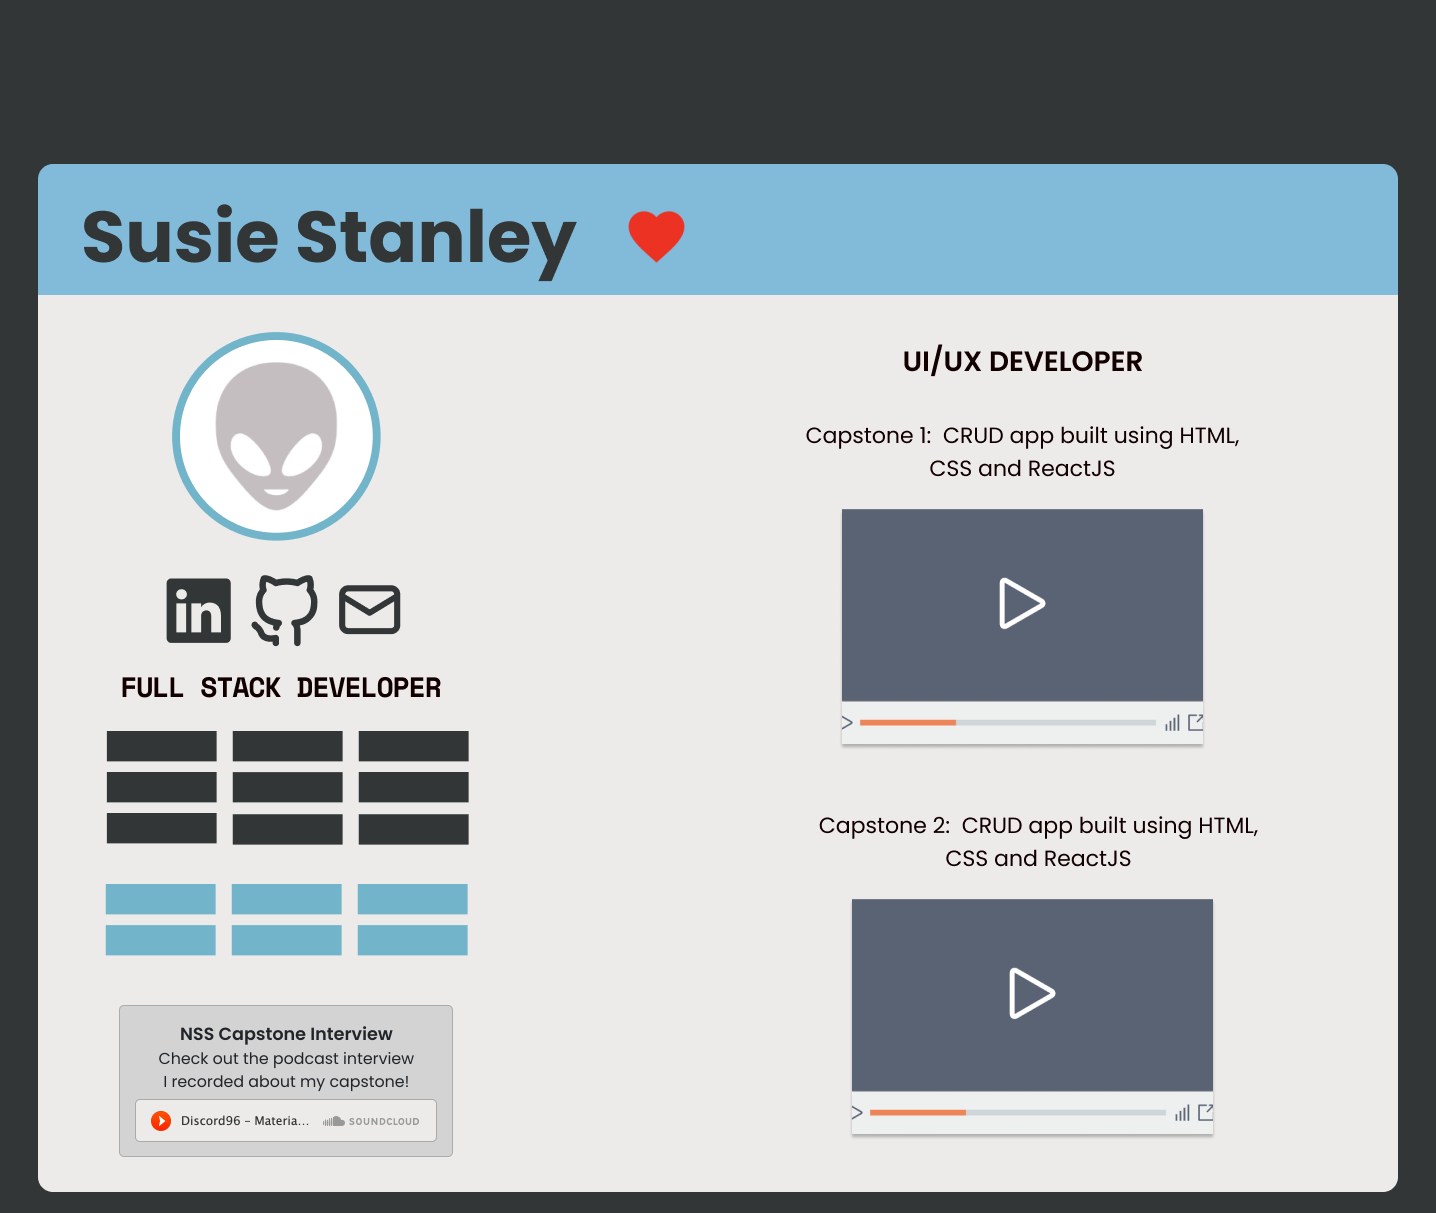 Susie Stanley
in
FULL STACK DEVELOPER
NSS Capstone Interview
Check out the podcast interview
I recorded about my capstone!
Discord96 - Materia... SOUNDCLOUD
UI/UX DEVELOPER
Capstone 1: CRUD app built using HTML,
CSS and ReactJS
Capstone 2: CRUD app built using HTML,
CSS and ReactJS